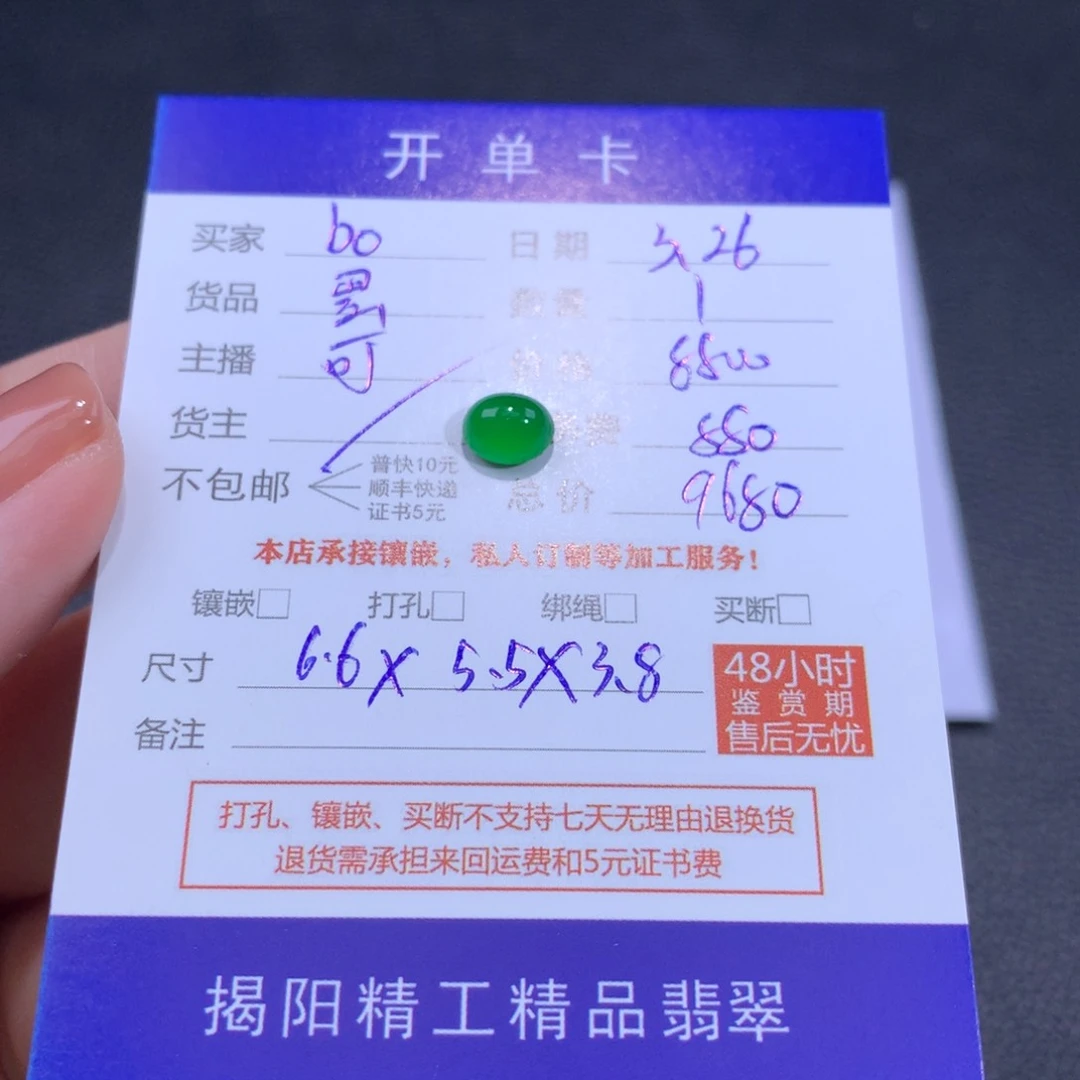 开单卡
买家 bo 日期 3.26
货品 1
主播 可 8800
货主 880
不包邮 普快10元 顺丰快递 证书5元 总价 9680
本店承接镶嵌，私人订制等加工服务！
镶嵌□ 打孔□ 绑绳□ 买断□
尺寸 6.6X 5.5X3.8
48小时
鉴赏期
售后无忧
备注
打孔、镶嵌、买断不支持七天无理由退换货
退货需承担来回运费和5元证书费
揭阳精工精品翡翠